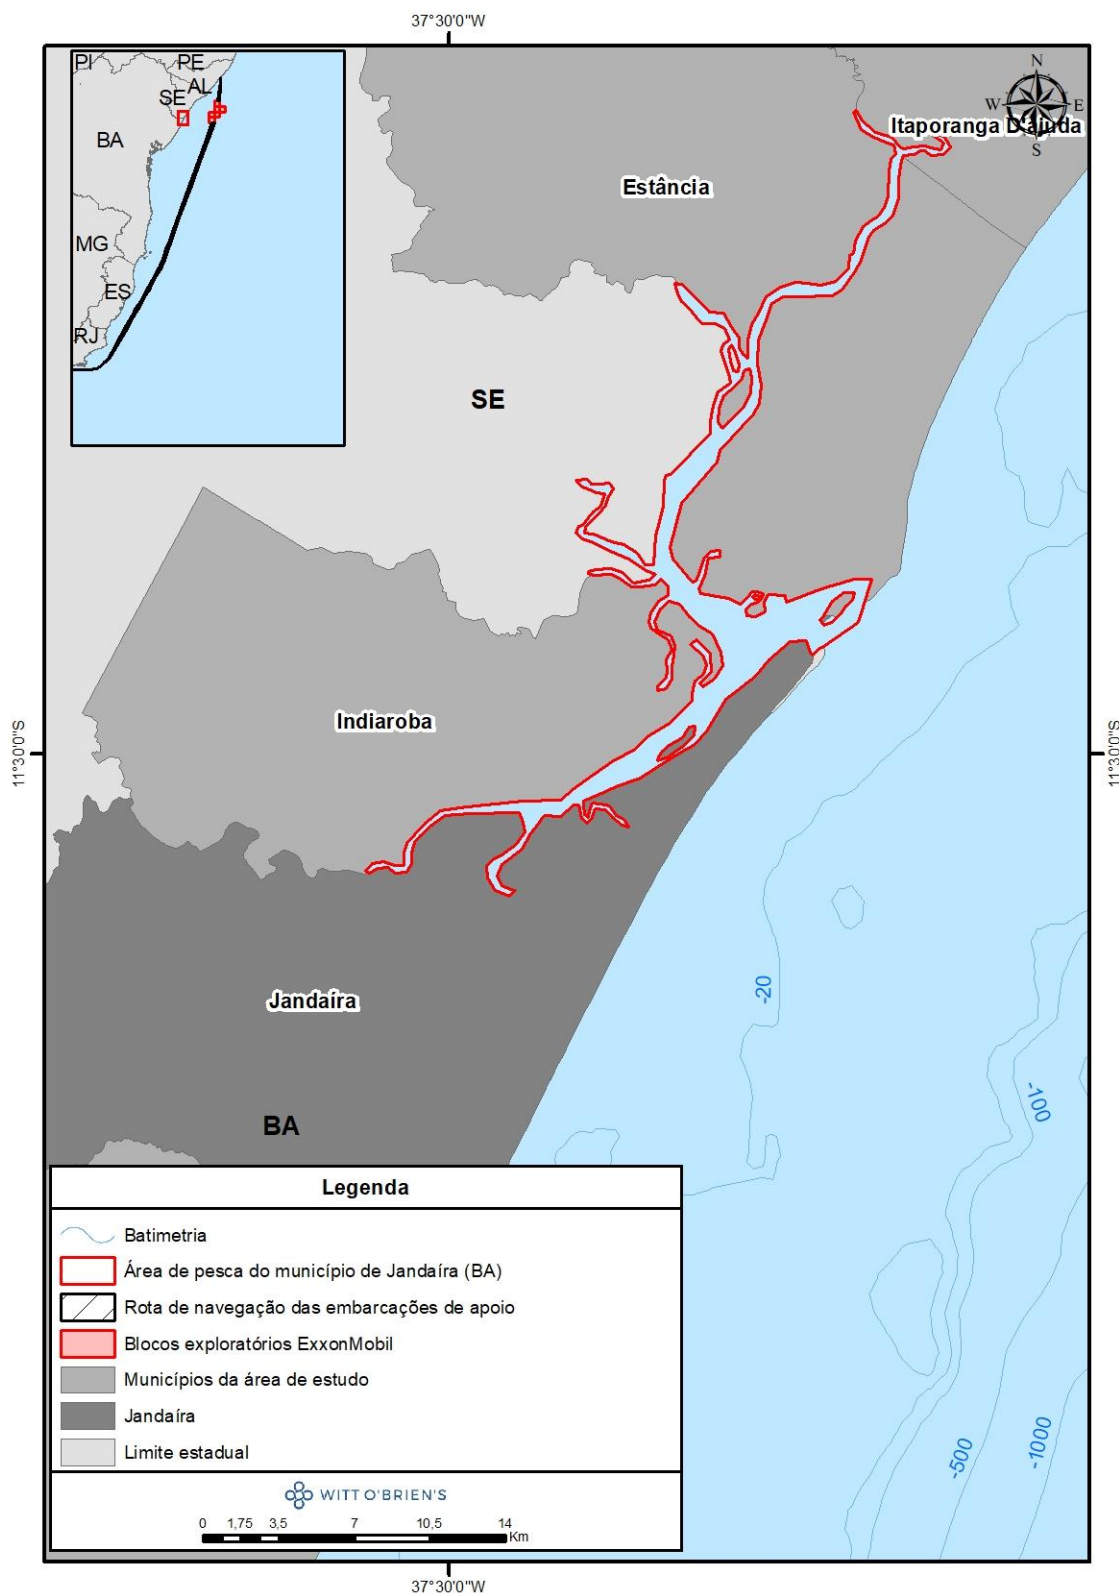 37°30'0"W
PI
PE
AL
SE
BA
MG
ES
RJ
N
W
E
S
Itaporanga D'ajuda
Estância
SE
Indiaroba
11°30'0"S
11°30'0"S
-20
Jandaíra
-100
BA
-500
-1000
Legenda
Batimetria
Área de pesca do município de Jandaíra (BA)
Rota de navegação das embarcações de apoio
Blocos exploratórios ExxonMobil
Municípios da área de estudo
Jandaíra
Limite estadual
WITT O'BRIEN'S
0 1,75 3,5 7 10,5 14
Km
37°30'0"W